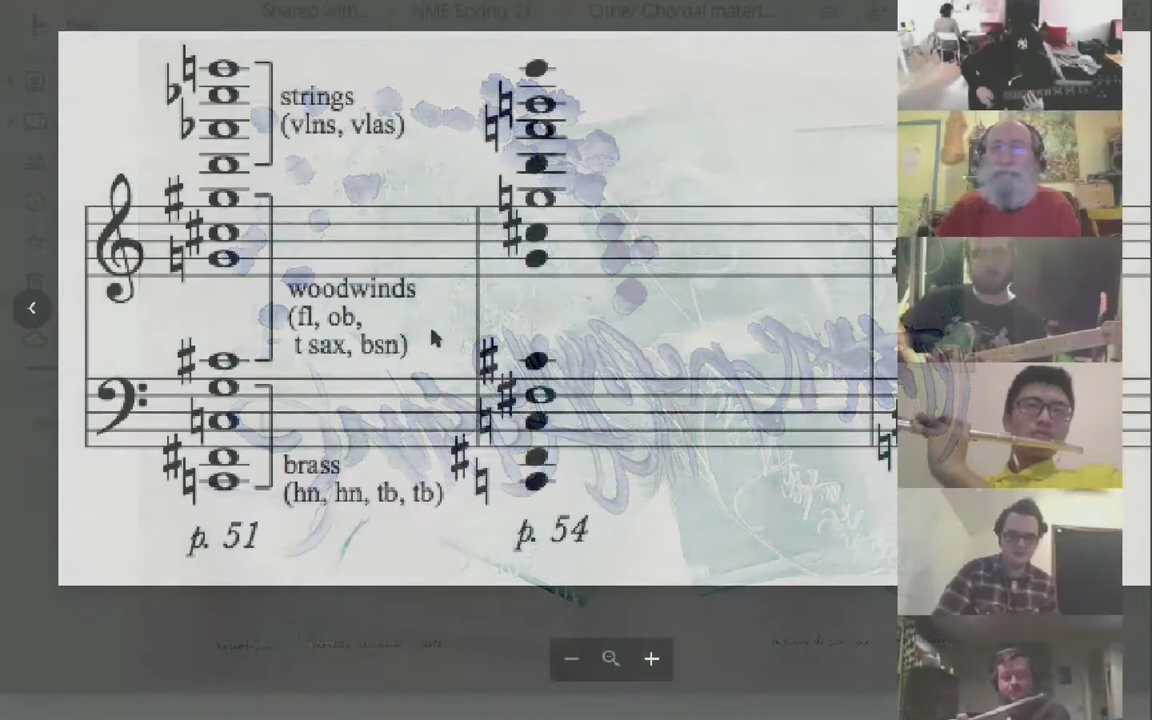 Shared with...
NME Spring 21
Other Chordal materi...
strings
(vlns, vlas)
woodwinds
(fl, ob,
t sax, bsn)
brass
(hn, hn, tb, tb)
p. 51
p. 54